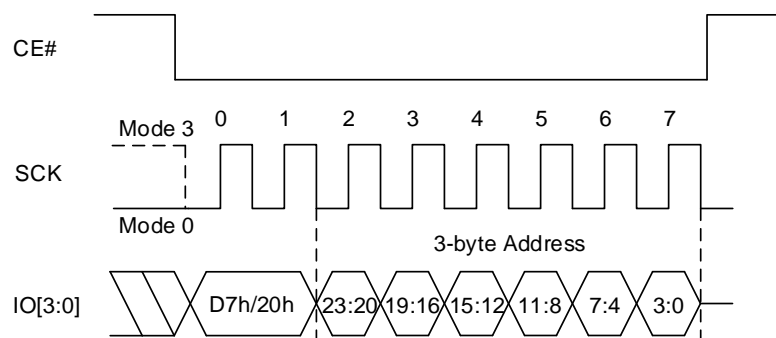 CE#
Mode 3 0 1 2 3 4 5 6 7
SCK
Mode 0
3-byte Address
IO[3:0] D7h/20h 23:20 19:16 15:12 11:8 7:4 3:0